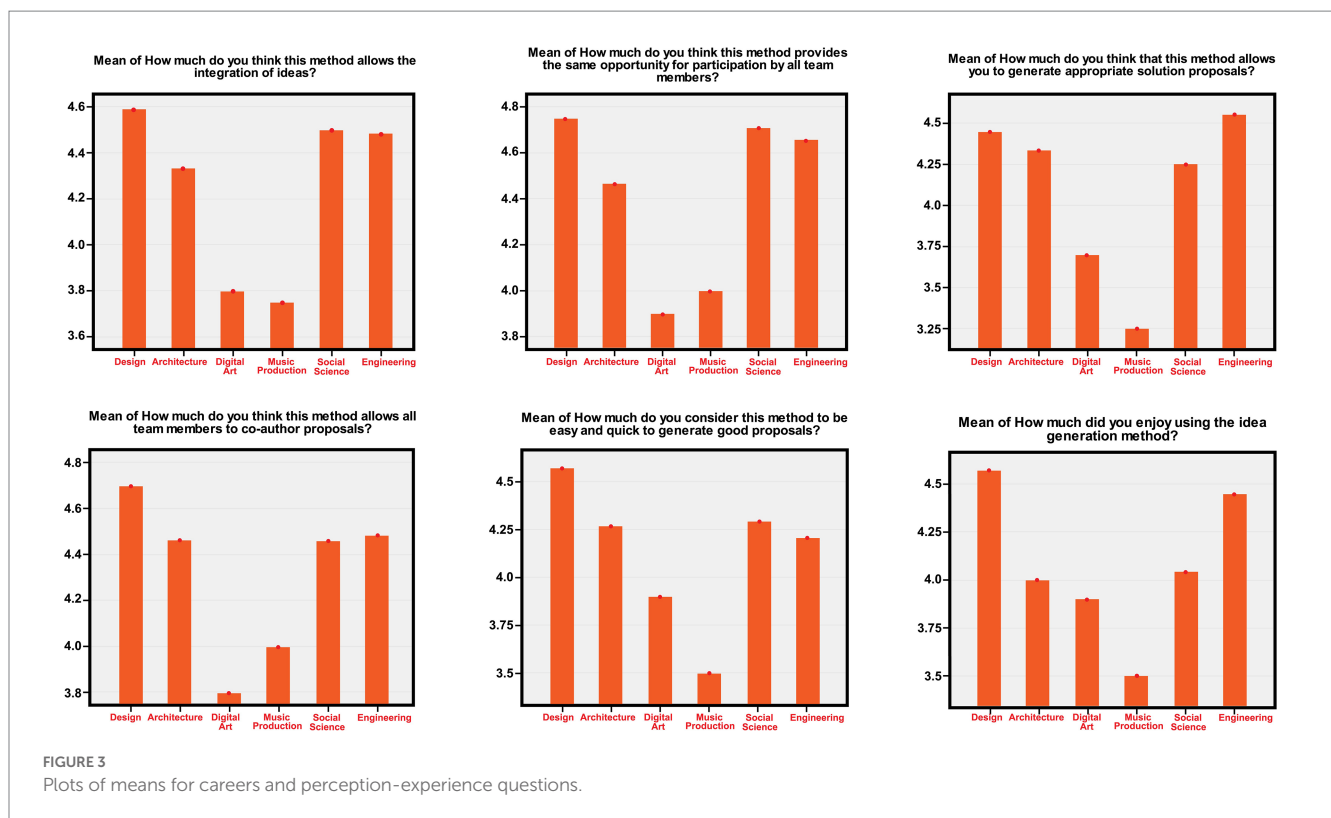 Mean of How much do you think this method allows the
integration of ideas?
4.6
4.4
4.2
4.0
3.8
3.6
Design
Architecture
Digital
Art
Music
Production
Social
Science
Engineering
Mean of How much do you think this method provides
the same opportunity for participation by all team
members?
4.8
4.6
4.4
4.2
4.0
3.8
Design
Architecture
Digital
Art
Music
Production
Social
Science
Engineering
Mean of How much do you think that this method allows
you to generate appropriate solution proposals?
4.5
4.25
4.0
3.75
3.25
Design
Architecture
Digital
Art
Music
Production
Social
Science
Engineering
Mean of How much do you think this method allows all
team members to co-author proposals?
4.8
4.6
4.4
4.2
4.0
3.8
Design
Architecture
Digital
Art
Music
Production
Social
Science
Engineering
Mean of How much do you consider this method to be
easy and quick to generate good proposals?
4.5
4.25
4.0
3.75
3.5
Design
Architecture
Digital
Art
Music
Production
Social
Science
Engineering
Mean of How much did you enjoy using the idea
generation method?
4.5
4.25
4.0
3.75
3.5
Design
Architecture
Digital
Art
Music
Production
Social
Science
Engineering
FIGURE 3
Plots of means for careers and perception-experience questions.